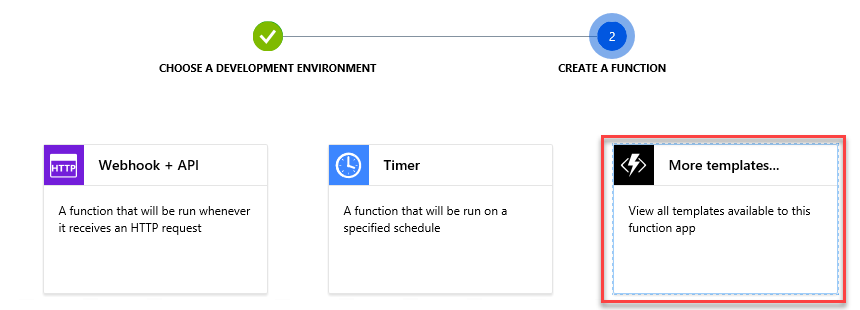 2
CHOOSE A DEVELOPMENT ENVIRONMENT
CREATE A FUNCTION
HTTP
Webhook + API
A function that will be run whenever
it receives an HTTP request
Timer
A function that will be run on a
specified schedule
More templates...
View all templates available to this
function app